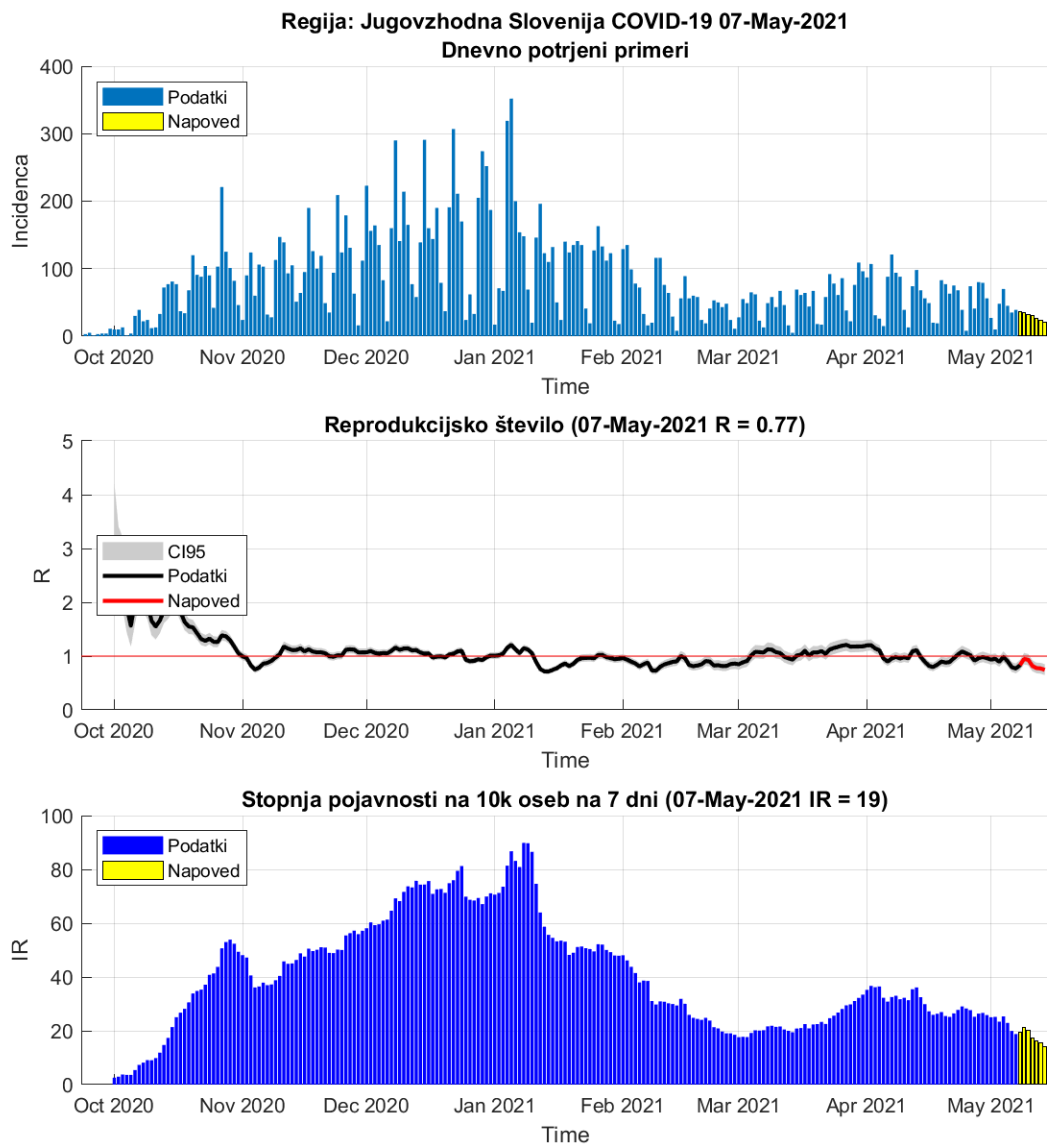 Regija: Jugovzhodna Slovenija COVID-19 07-May-2021
Dnevno potrjeni primeri
400
300
200
100
0
Incidenca
Podatki
Napoved
Oct 2020 Nov 2020 Dec 2020 Jan 2021 Feb 2021 Mar 2021 Apr 2021 May 2021
Time
Reprodukcijsko število (07-May-2021 R = 0.77)
5
4
3
2
1
0
R
CI95
Podatki
Napoved
Oct 2020 Nov 2020 Dec 2020 Jan 2021 Feb 2021 Mar 2021 Apr 2021 May 2021
Time
Stopnja pojavnosti na 10k oseb na 7 dni (07-May-2021 IR = 19)
100
80
60
40
20
0
IR
Podatki
Napoved
Oct 2020 Nov 2020 Dec 2020 Jan 2021 Feb 2021 Mar 2021 Apr 2021 May 2021
Time